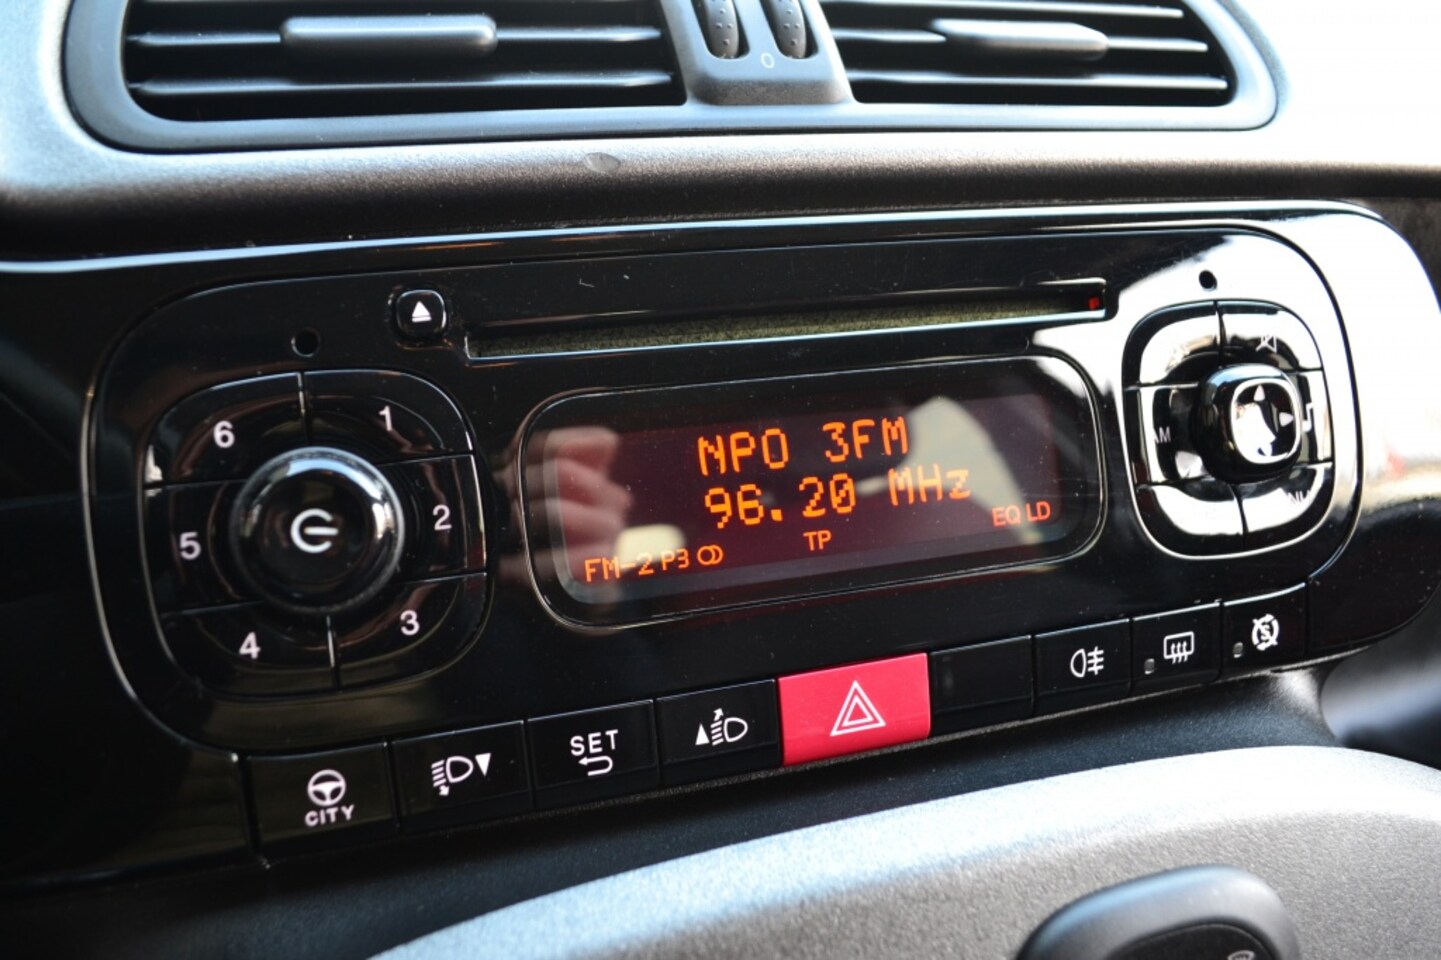 0
6 1
5 2
4 3
NPO 3FM
96.20 MHz
FM-2 P3 TP EQ LD
CITY
SET